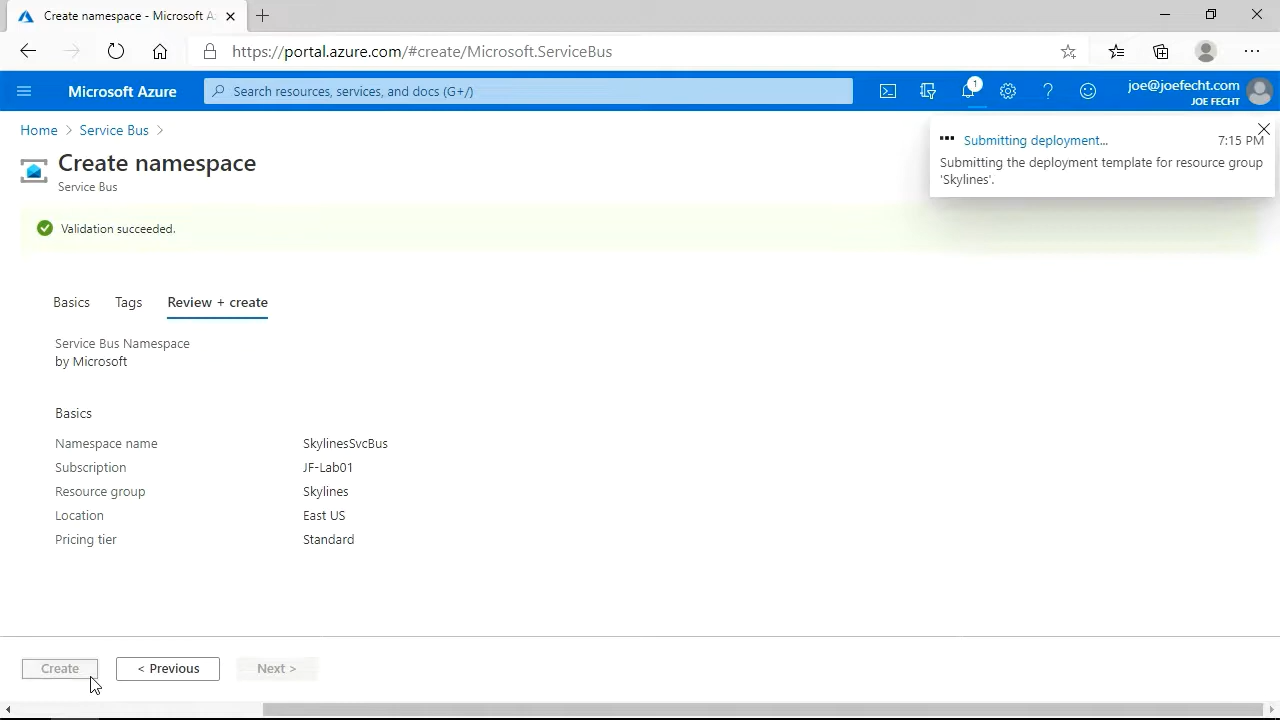 Create namespace - Microsoft A
https://portal.azure.com/#create/Microsoft.ServiceBus
Microsoft Azure
Search resources, services, and docs (G+/)
1
joe@joefecht.com
JOE FECHT
Home > Service Bus >
Create namespace
Service Bus
Submitting deployment...
7:15 PM
Submitting the deployment template for resource group
'Skylines'.
Validation succeeded.
Basics Tags Review + create
Service Bus Namespace
by Microsoft
Basics
Namespace name SkylinesSvcBus
Subscription JF-Lab01
Resource group Skylines
Location East US
Pricing tier Standard
Create < Previous Next >